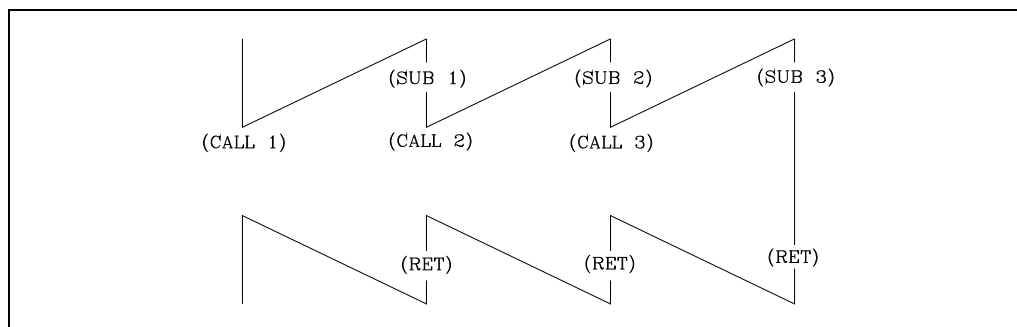 (SUB 1) (SUB 2) (SUB 3)
(CALL 1) (CALL 2) (CALL 3)
(RET) (RET) (RET)